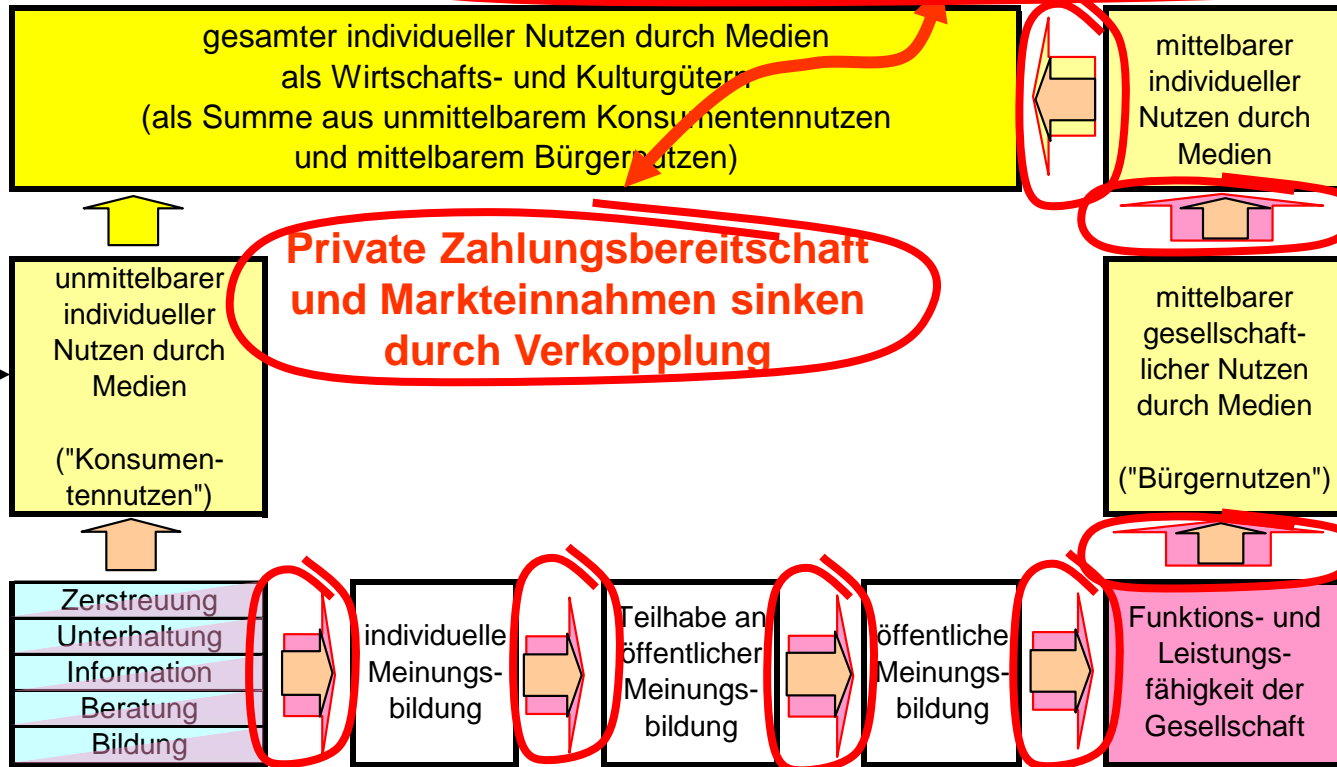 gesamter individueller Nutzen durch Medien
als Wirtschafts- und Kulturgütern
(als Summe aus unmittelbarem Konsumentennutzen
und mittelbarem Bürgernutzen)
mittelbarer
individueller
Nutzen durch
Medien
Private Zahlungsbereitschaft
und Markteinnahmen sinken
durch Verkopplung
unmittelbarer
individueller
Nutzen durch
Medien
("Konsumen-
tennutzen")
mittelbarer
gesellschaft-
licher Nutzen
durch Medien
("Bürgernutzen")
Zerstreuung
Unterhaltung
Information
Beratung
Bildung
individuelle
Meinungs-
bildung
Teilhabe an
öffentlicher
Meinungs-
bildung
öffentliche
Meinungs-
bildung
Funktions- und
Leistungs-
fähigkeit der
Gesellschaft